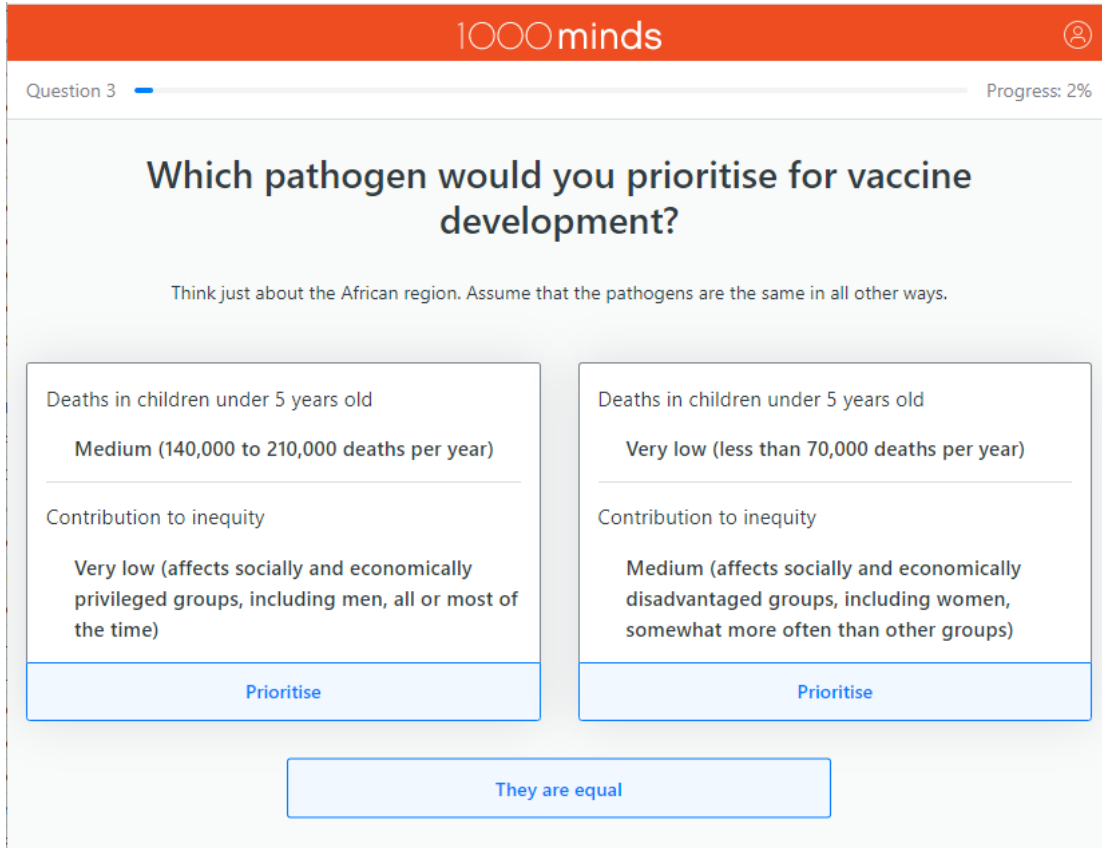 1000minds
Question 3
Progress: 2%
Which pathogen would you prioritise for vaccine
development?
Think just about the African region. Assume that the pathogens are the same in all other ways.
Deaths in children under 5 years old
Medium (140,000 to 210,000 deaths per year)
Contribution to inequity
Very low (affects socially and economically
privileged groups, including men, all or most of
the time)
Prioritise
Deaths in children under 5 years old
Very low (less than 70,000 deaths per year)
Contribution to inequity
Medium (affects socially and economically
disadvantaged groups, including women,
somewhat more often than other groups)
Prioritise
They are equal